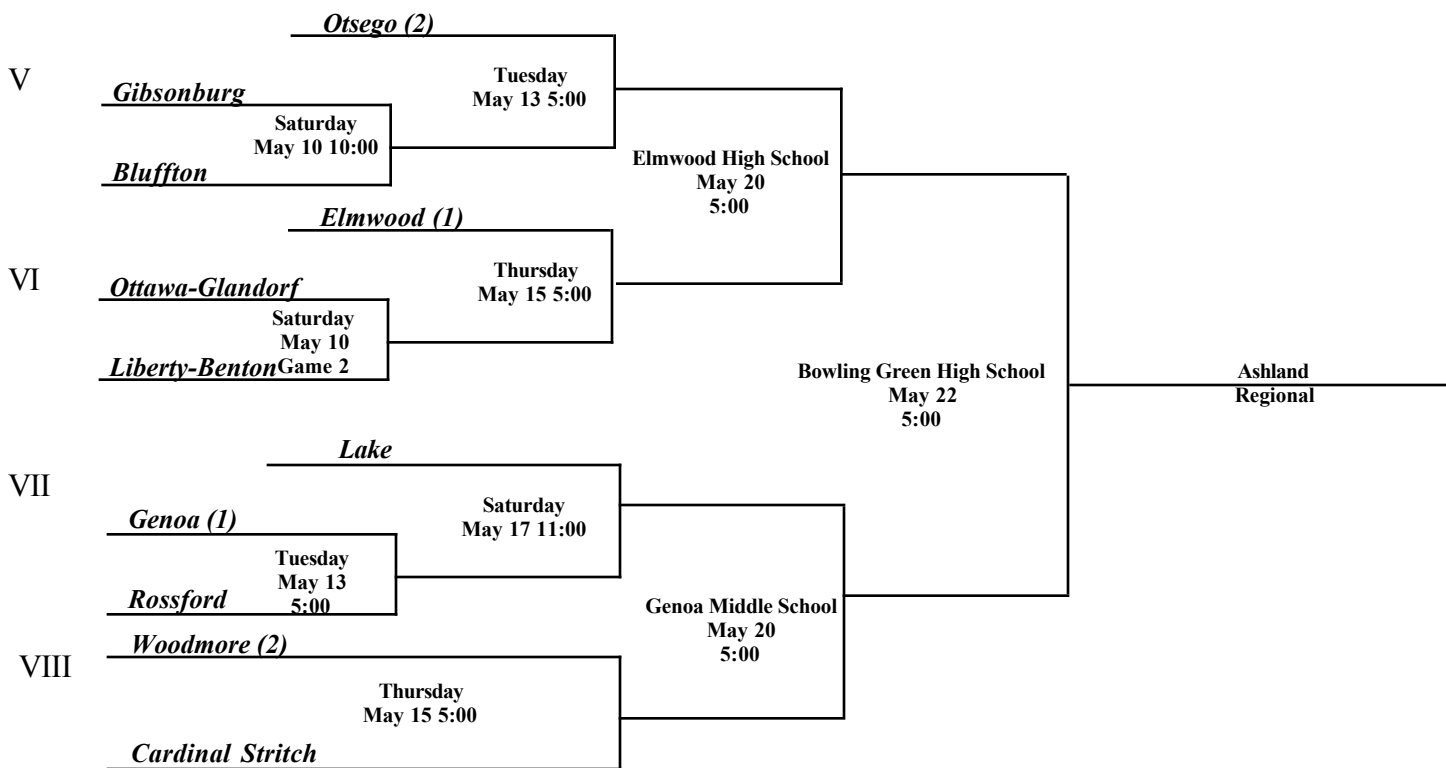 Otsego (2)
V
Tuesday
May 13 5:00
Gibsonburg
Saturday
May 10 10:00
Bluffton
Elmwood High School
May 20
5:00
Elmwood (1)
VI
Thursday
May 15 5:00
Ottawa-Glandorf
Saturday
May 10
Game 2
Liberty-Benton
Bowling Green High School
May 22
5:00
Ashland
Regional
Lake
VII
Saturday
May 17 11:00
Genoa (1)
Tuesday
May 13
5:00
Rossford
Genoa Middle School
May 20
5:00
Woodmore (2)
VIII
Thursday
May 15 5:00
Cardinal Stritch